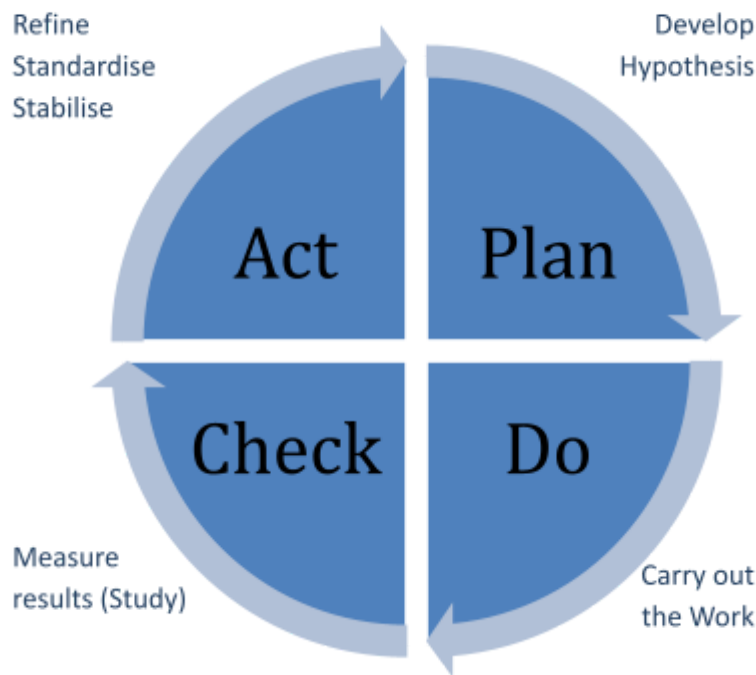 Refine
Standardise
Stabilise
Develop
Hypothesis
Act
Plan
Check
Do
Measure
results (Study)
Carry out
the Work